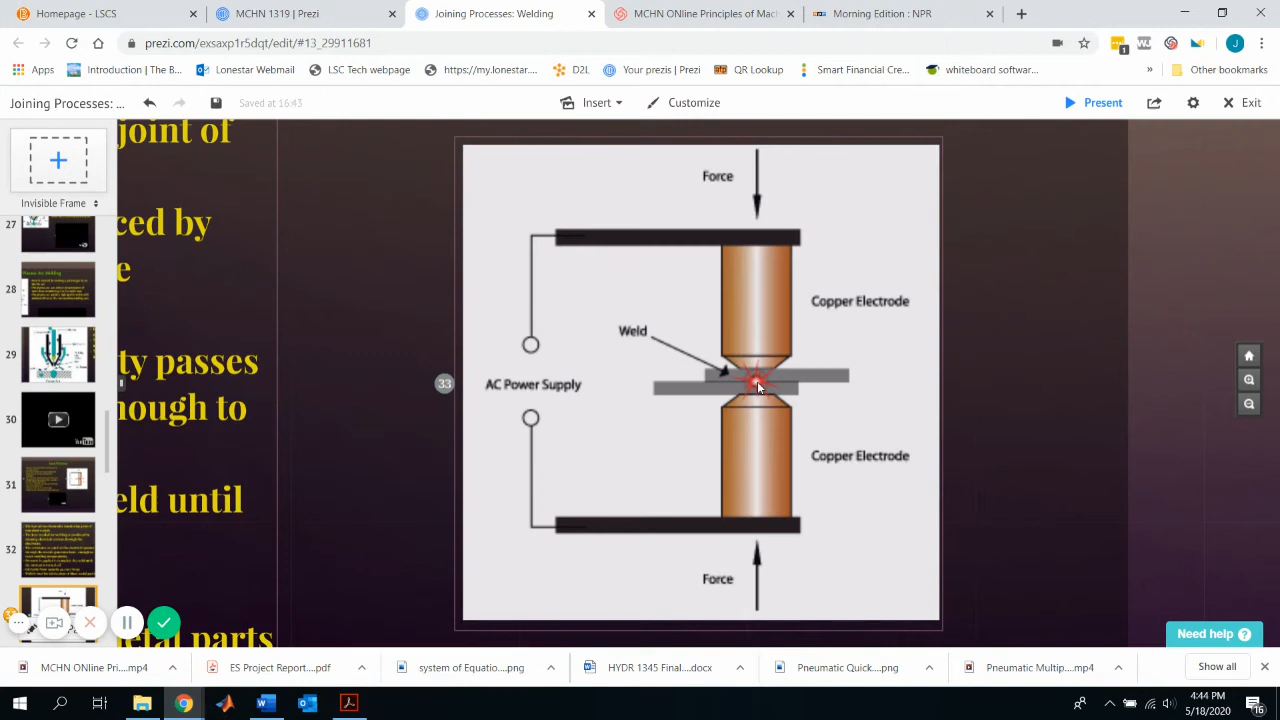 Home - LSCS
MCHN 1319 | Prezi
Joining Processes: Welding
MCHN ONline Principles of Mach
Morning Edition : NPR
prezi.com/exsaxp1r5dqt/edit/#13_29911681
1
J
Apps
Introduction | The B...
Lonestar Webmail
LSC Tech webpage
https://my.lonestar...
D2L
Your prezis | Prezi
QR Lookup
Smart Financial Cre...
whiteboard softwar...
»
Other bookmarks
Joining Processes: ...
Saved at 16:43
Insert
Customize
Present
Exit
Invisible Frame
27
28
29
30
YouTube
31
32
joint of
ced by
e
ty passes
nough to
eld until
etal parts
33
Force
Copper Electrode
Weld
AC Power Supply
Copper Electrode
Force
Need help ?
MCHN ONline Pri....mp4
ES Project Report....pdf
system of Equatio....png
HYDR 1345 Final....docx
Pneumatic Quick....png
Pneumatic Multip....mp4
Show all
4:44 PM
5/18/2020
16